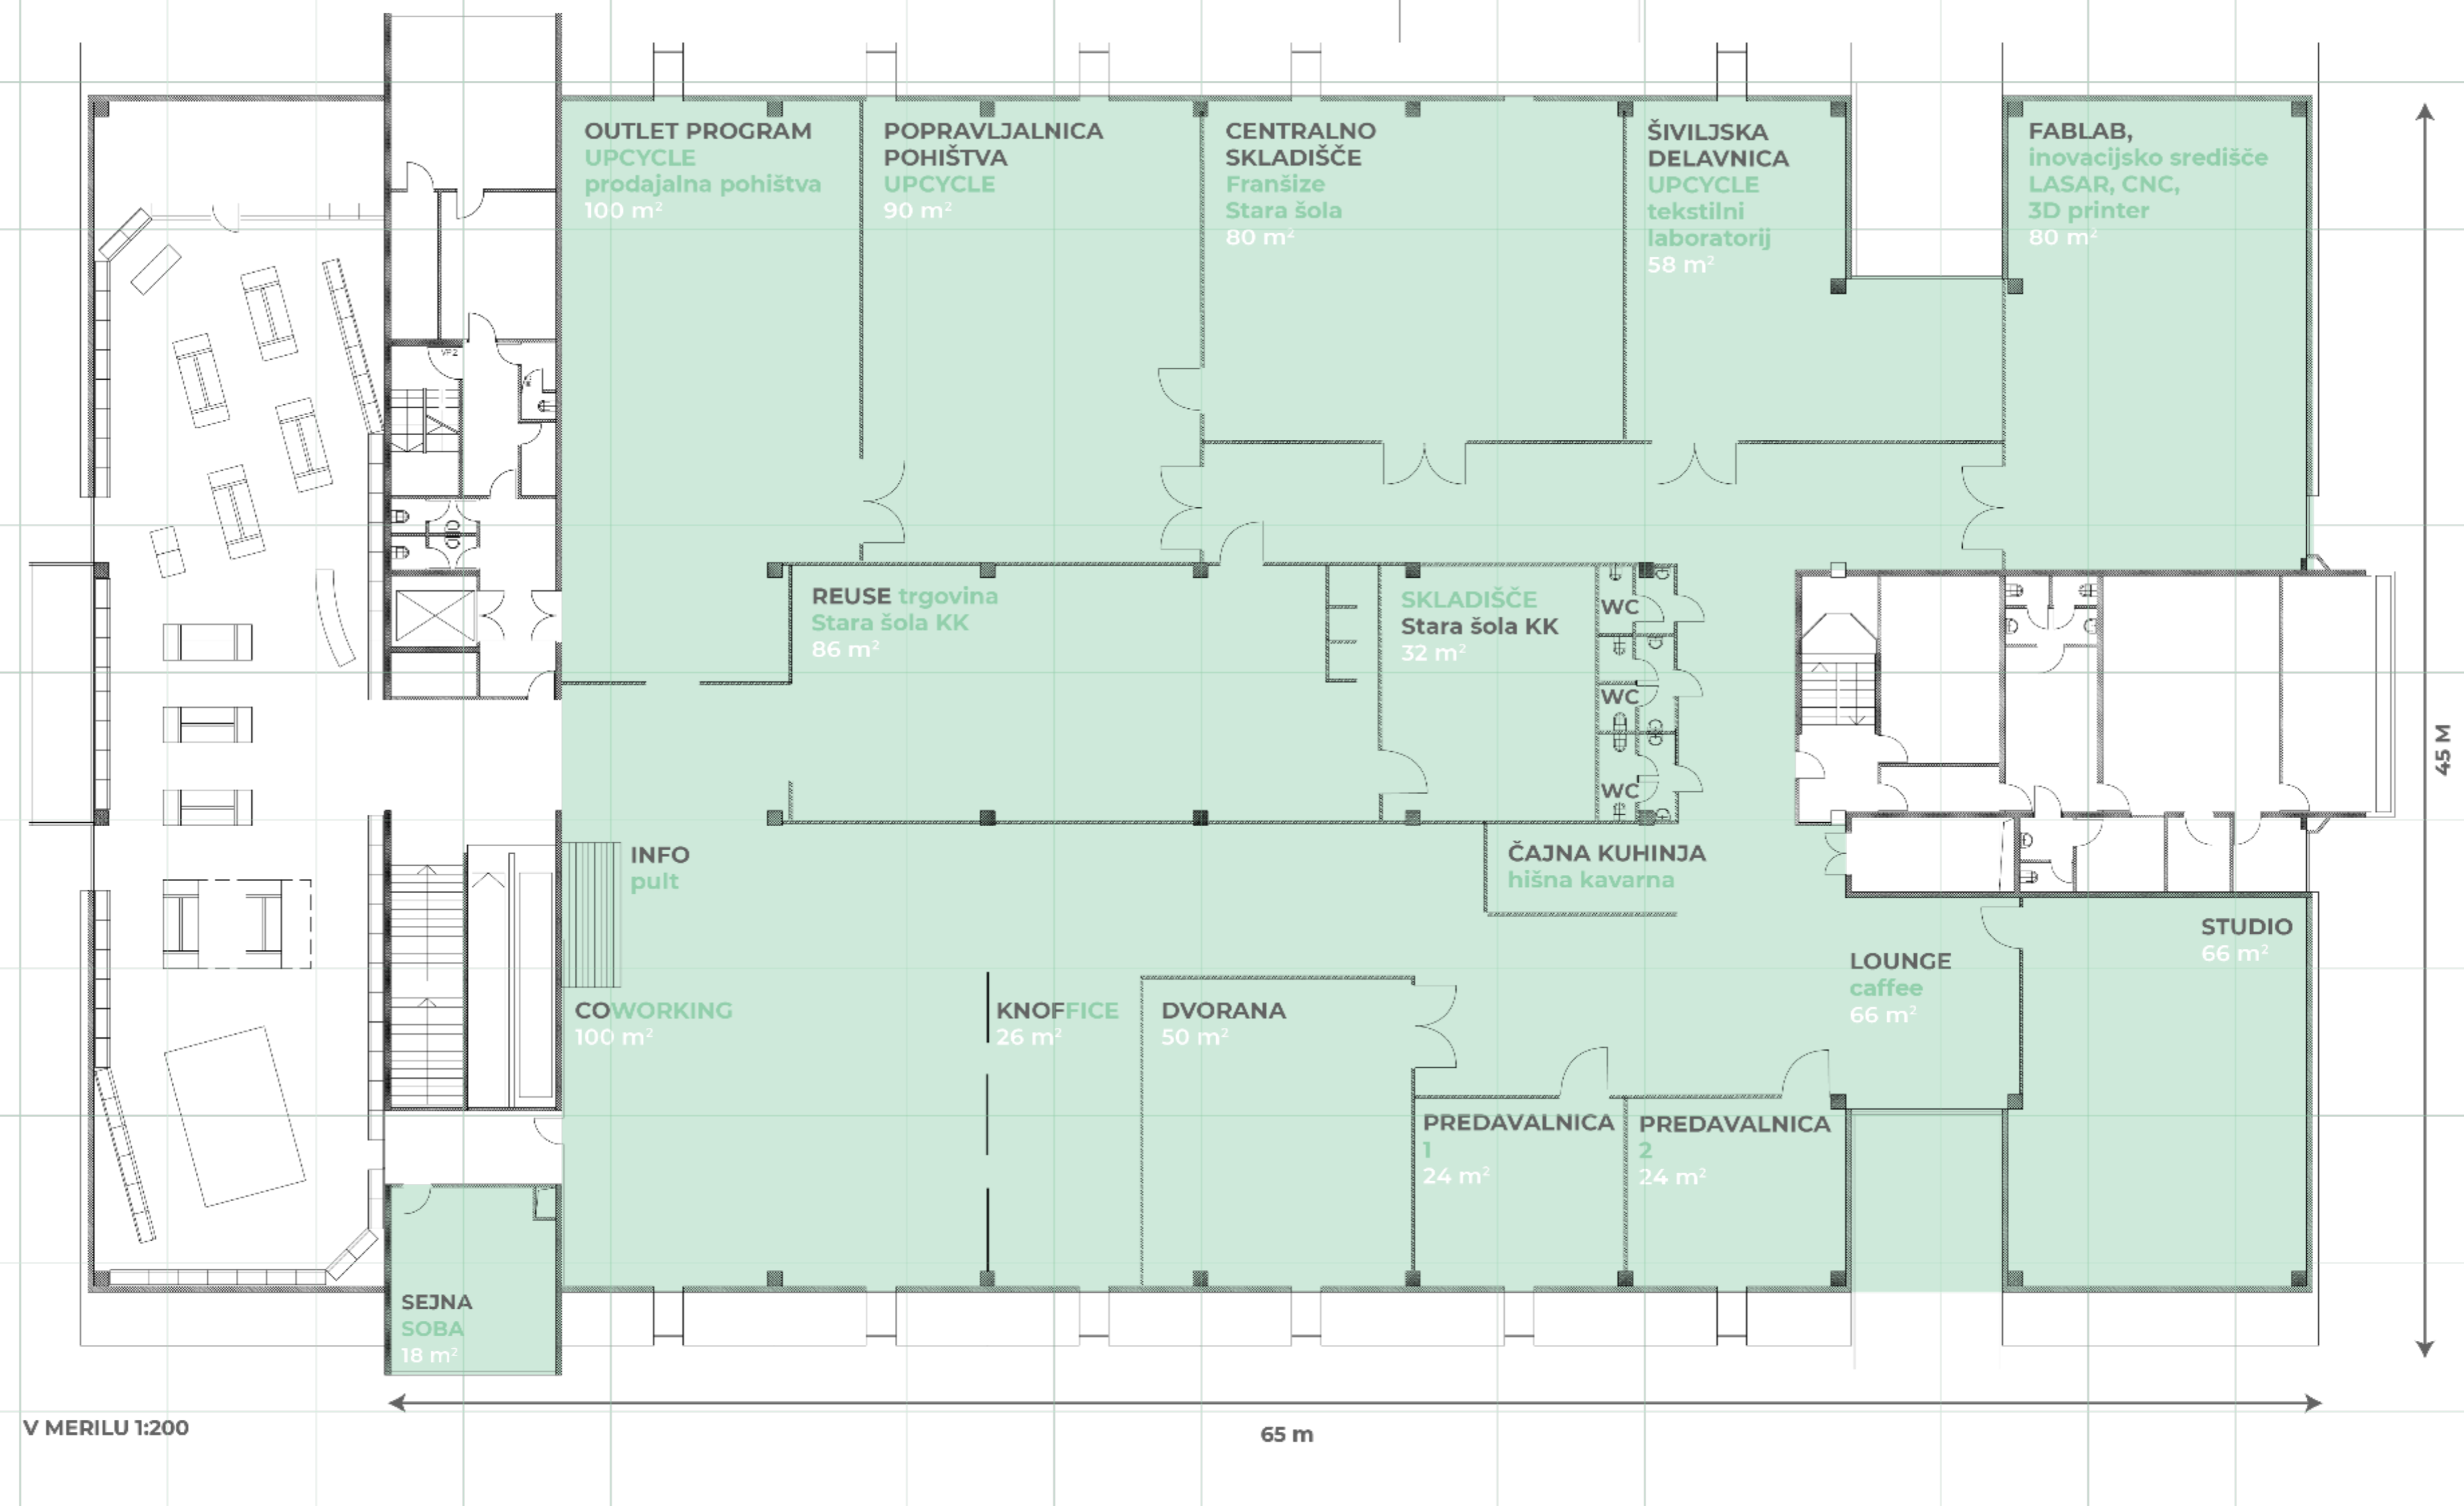 OUTLET PROGRAM
UPCYCLE
prodajalna pohištva
100 m²
POPRAVLJALNICA
POHIŠTVA
UPCYCLE
90 m²
CENTRALNO
SKLADIŠČE
Franšize
Stara šola
80 m²
ŠIVILJSKA
DELAVNICA
UPCYCLE
tekstilni
laboratorij
58 m²
FABLAB,
inovacijsko središče
LASAR, CNC,
3D printer
80 m²
REUSE trgovina
Stara šola KK
86 m²
SKLADIŠČE
Stara šola KK
32 m²
WC
WC
WC
45 M
INFO
pult
ČAJNA KUHINJA
hišna kavarna
COWORKING
100 m²
KNOFFICE
26 m²
DVORANA
50 m²
LOUNGE
caffee
66 m²
STUDIO
66 m²
PREDAVALNICA
1
24 m²
PREDAVALNICA
2
24 m²
SEJNA
SOBA
18 m²
V MERILU 1:200
65 m